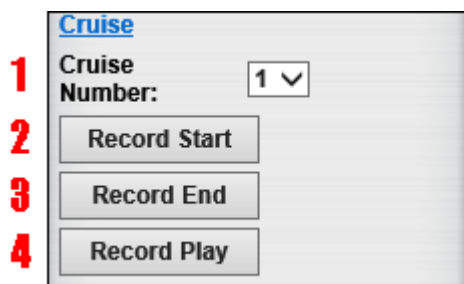 Cruise
1 Cruise Number: 1
2 Record Start
3 Record End
4 Record Play